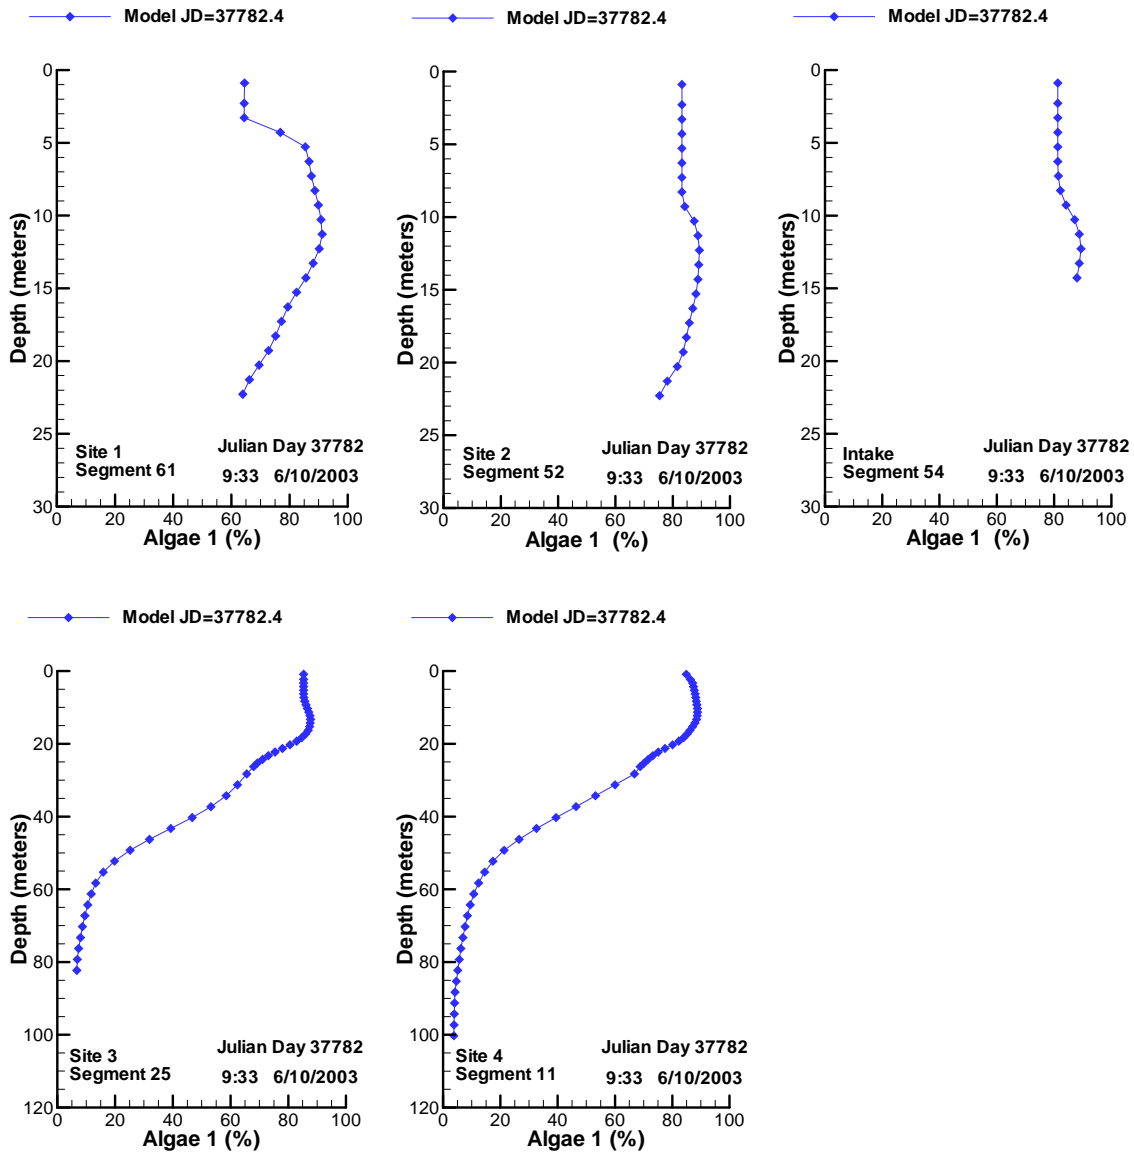 Model JD=37782.4
0
5
10
15
20
25
30
Depth (meters)
0 20 40 60 80 100
Algae 1 (%)
Site 1
Segment 61
Julian Day 37782
9:33 6/10/2003
Model JD=37782.4
0
5
10
15
20
25
30
Depth (meters)
0 20 40 60 80 100
Algae 1 (%)
Site 2
Segment 52
Julian Day 37782
9:33 6/10/2003
Model JD=37782.4
0
5
10
15
20
25
30
Depth (meters)
0 20 40 60 80 100
Algae 1 (%)
Intake
Segment 54
Julian Day 37782
9:33 6/10/2003
Model JD=37782.4
0
20
40
60
80
100
120
Depth (meters)
0 20 40 60 80 100
Algae 1 (%)
Site 3
Segment 25
Julian Day 37782
9:33 6/10/2003
Model JD=37782.4
0
20
40
60
80
100
120
Depth (meters)
0 20 40 60 80 100
Algae 1 (%)
Site 4
Segment 11
Julian Day 37782
9:33 6/10/2003